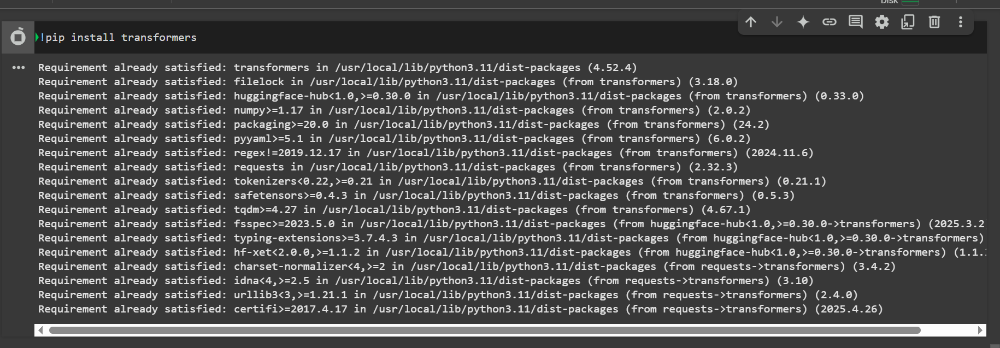 Disk
!pip install transformers
Requirement already satisfied: transformers in /usr/local/lib/python3.11/dist-packages (4.52.4)
Requirement already satisfied: filelock in /usr/local/lib/python3.11/dist-packages (from transformers) (3.18.0)
Requirement already satisfied: huggingface-hub<1.0,>=0.30.0 in /usr/local/lib/python3.11/dist-packages (from transformers) (0.33.0)
Requirement already satisfied: numpy>=1.17 in /usr/local/lib/python3.11/dist-packages (from transformers) (2.0.2)
Requirement already satisfied: packaging>=20.0 in /usr/local/lib/python3.11/dist-packages (from transformers) (24.2)
Requirement already satisfied: pyyaml>=5.1 in /usr/local/lib/python3.11/dist-packages (from transformers) (6.0.2)
Requirement already satisfied: regex!=2019.12.17 in /usr/local/lib/python3.11/dist-packages (from transformers) (2024.11.6)
Requirement already satisfied: requests in /usr/local/lib/python3.11/dist-packages (from transformers) (2.32.3)
Requirement already satisfied: tokenizers<0.22,>=0.21 in /usr/local/lib/python3.11/dist-packages (from transformers) (0.21.1)
Requirement already satisfied: safetensors>=0.4.3 in /usr/local/lib/python3.11/dist-packages (from transformers) (0.5.3)
Requirement already satisfied: tqdm>=4.27 in /usr/local/lib/python3.11/dist-packages (from transformers) (4.67.1)
Requirement already satisfied: fsspec>=2023.5.0 in /usr/local/lib/python3.11/dist-packages (from huggingface-hub<1.0,>=0.30.0->transformers) (2025.3.2)
Requirement already satisfied: typing-extensions>=3.7.4.3 in /usr/local/lib/python3.11/dist-packages (from huggingface-hub<1.0,>=0.30.0->transformers)
Requirement already satisfied: hf-xet<2.0.0,>=1.1.2 in /usr/local/lib/python3.11/dist-packages (from huggingface-hub<1.0,>=0.30.0->transformers) (1.1.
Requirement already satisfied: charset-normalizer<4,>=2 in /usr/local/lib/python3.11/dist-packages (from requests->transformers) (3.4.2)
Requirement already satisfied: idna<4,>=2.5 in /usr/local/lib/python3.11/dist-packages (from requests->transformers) (3.10)
Requirement already satisfied: urllib3<3,>=1.21.1 in /usr/local/lib/python3.11/dist-packages (from requests->transformers) (2.4.0)
Requirement already satisfied: certifi>=2017.4.17 in /usr/local/lib/python3.11/dist-packages (from requests->transformers) (2025.4.26)